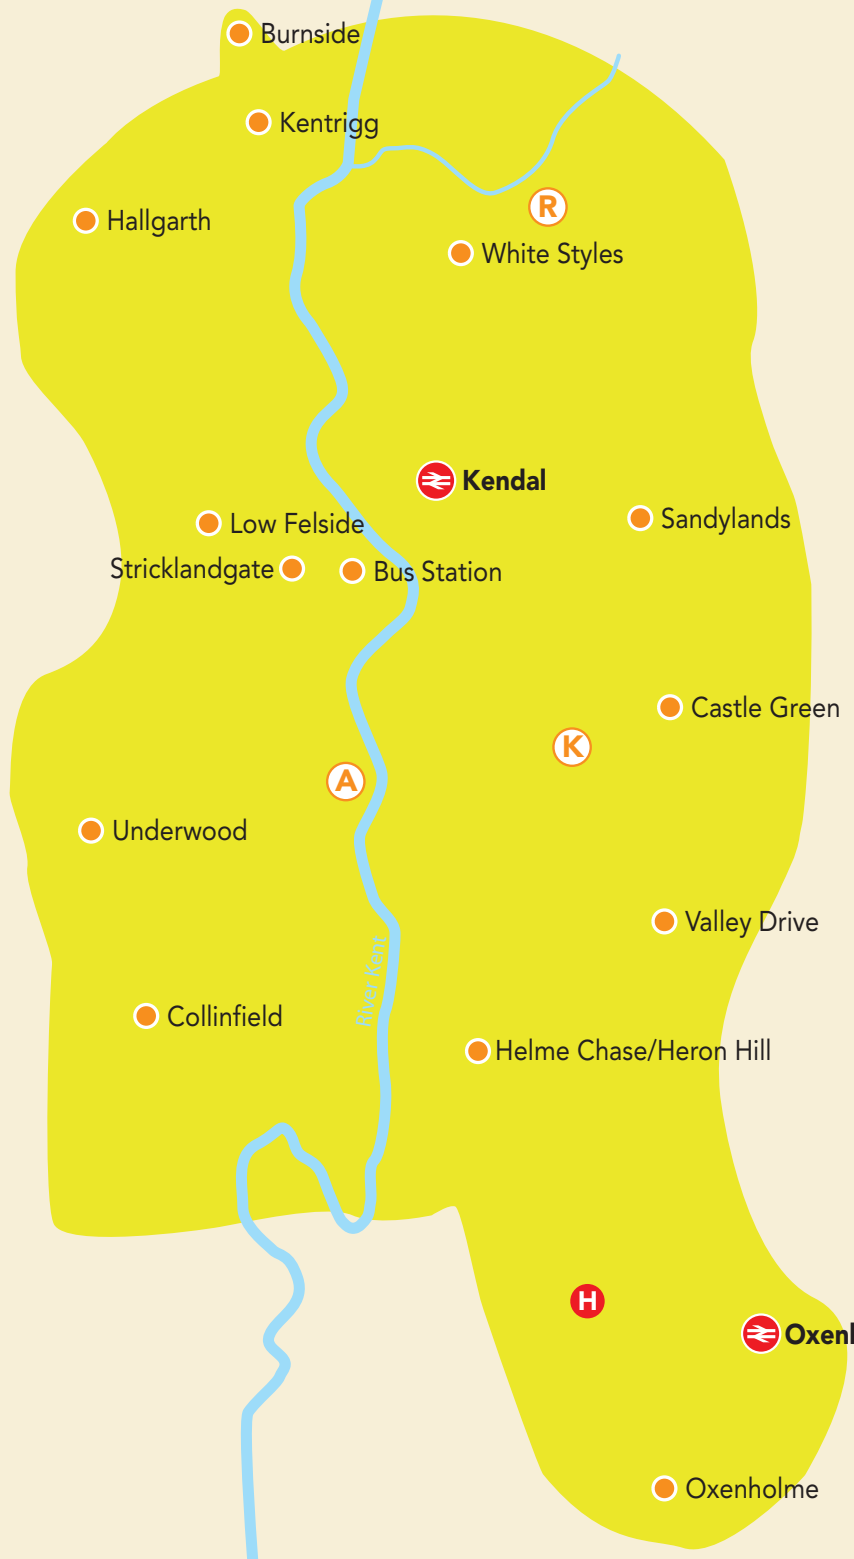 Burnside
Kentrigg
R
Hallgarth
White Styles
Kendal
Sandylands
Low Felside
Stricklandgate
Bus Station
Castle Green
K
A
Underwood
Valley Drive
River Kent
Collinfield
Helme Chase/Heron Hill
H
Oxenh
Oxenholme